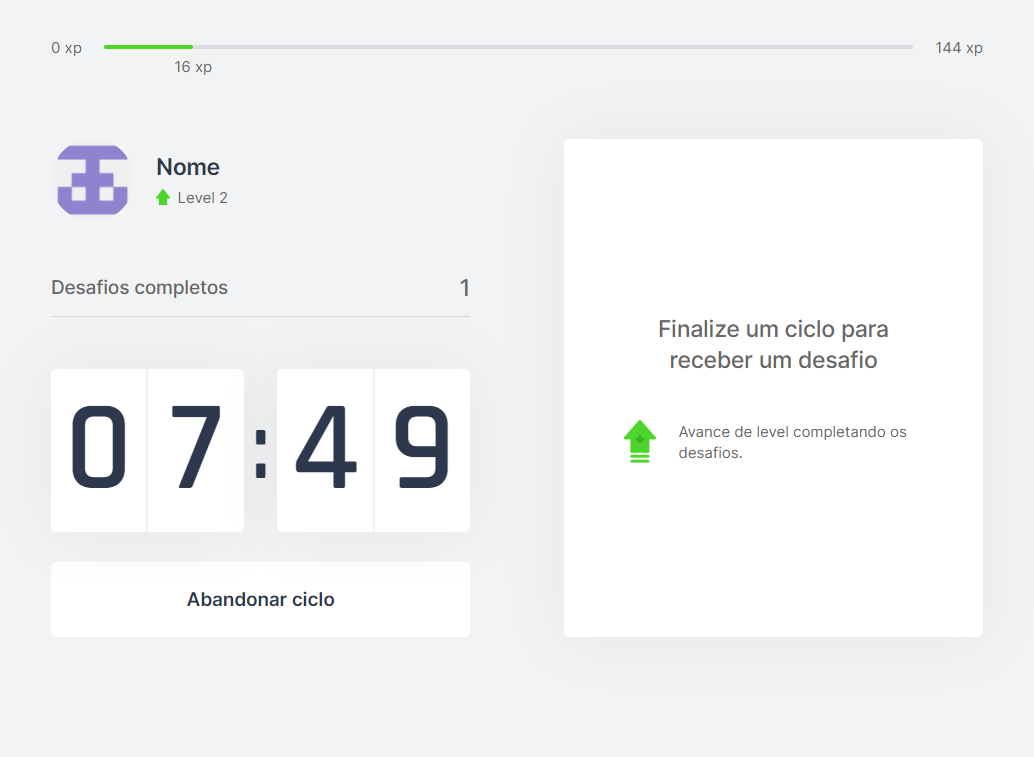 0 xp
144 xp
16 xp
Nome
Level 2
Desafios completos
1
07:49
Abandonar ciclo
Finalize um ciclo para
receber um desafio
Avance de level completando os
desafios.